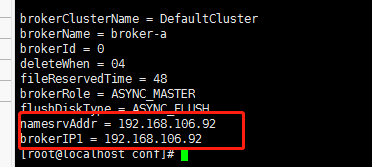 brokerClusterName = DefaultCluster
brokerName = broker-a
brokerId = 0
deleteWhen = 04
fileReservedTime = 48
brokerRole = ASYNC_MASTER
flushDiskType = ASYNC_FLUSH
namesrvAddr = 192.168.106.92
brokerIP1 = 192.168.106.92
[root@localhost conf]#